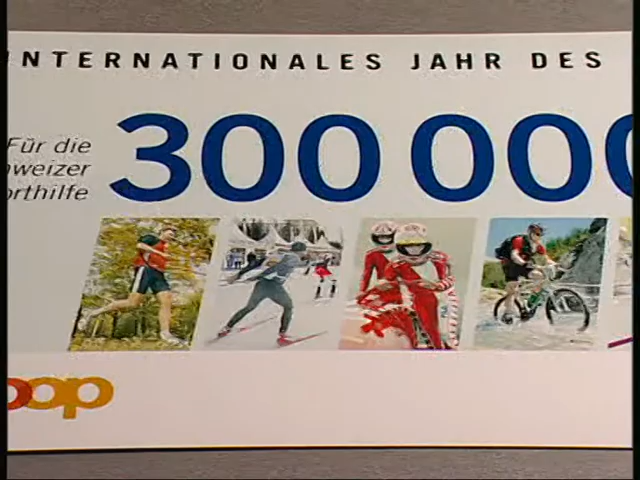 INTERNATIONALES JAHR DES
300 000
Für die
weizer
orthilfe
oop